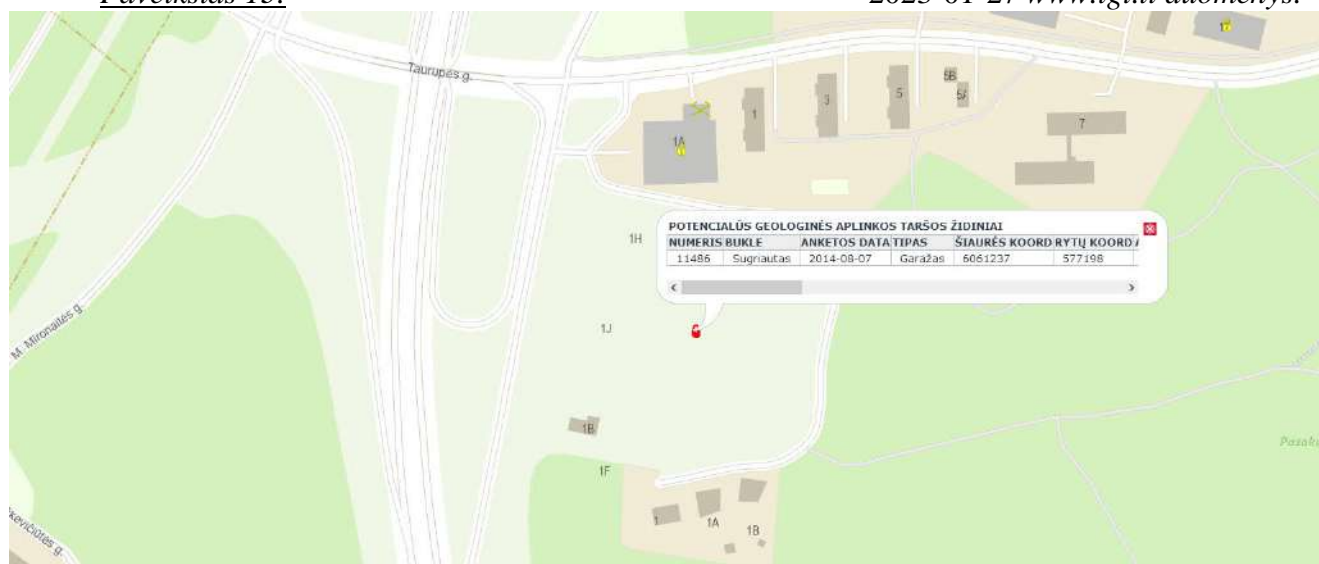 Paveikslas 15.
2023-01-27 www.lgt.lt duomenys.
Taurupės g.
1A
1
3
5
5B
5A
7
1H
POTENCIALŪS GEOLOGINĖS APLINKOS TARŠOS ŽIDINIAI
NUMERIS BUKLE ANKETOS DATA TIPAS ŠIAURĖS KOORD RYTŲ KOORD
11486 Sugriautas 2014-08-07 Garažas 6061237 577198
1J
M. Mironaitės g.
1B
1F
1
1A
1B